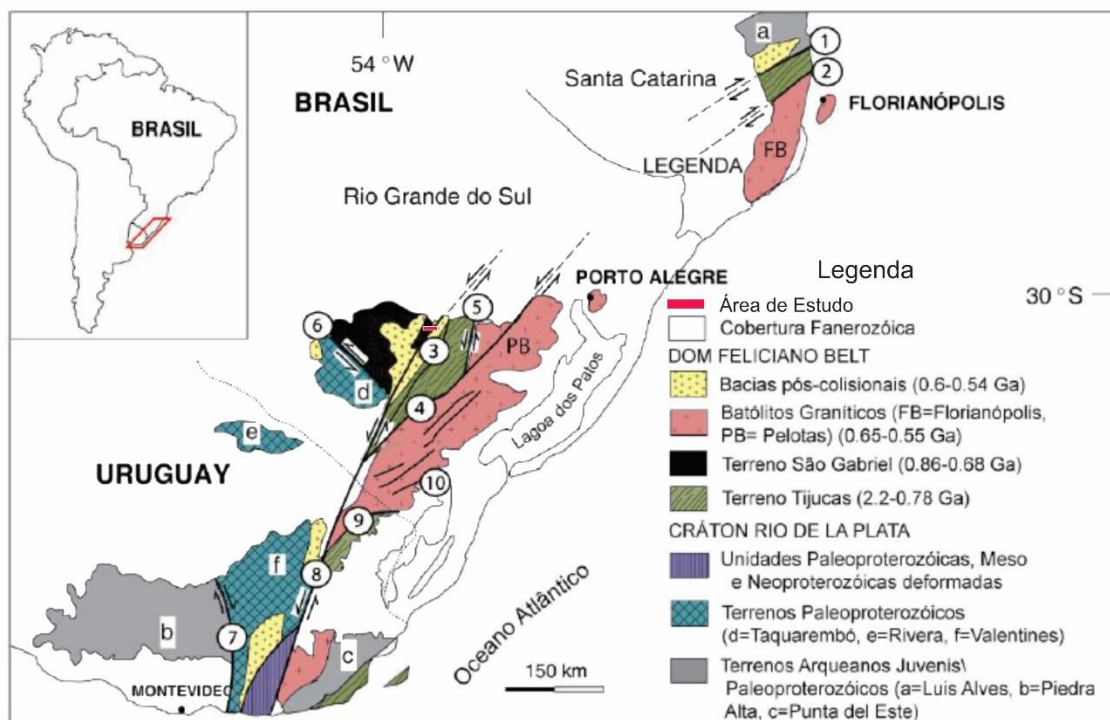 BRASIL
54 °W
BRASIL
Santa Catarina
a
1
2
FLORIANÓPOLIS
FB
LEGENDA
Rio Grande do Sul
PORTO ALEGRE
30 °S
6
5
3
PB
d
4
Lagoa dos Patos
e
URUGUAY
10
9
f
8
b
7
c
MONTEVIDEO
Oceano Atlântico
150 km
Legenda
Área de Estudo
Cobertura Fanerozóica
DOM FELICIANO BELT
Bacias pós-colisionais (0.6-0.54 Ga)
Batólitos Graníticos (FB=Florianópolis,
PB= Pelotas) (0.65-0.55 Ga)
Terreno São Gabriel (0.86-0.68 Ga)
Terreno Tijucas (2.2-0.78 Ga)
CRÁTON RIO DE LA PLATA
Unidades Paleoproterozóicas, Meso
e Neoproterozóicas deformadas
Terrenos Paleoproterozóicos
(d=Taquarembó, e=Rivera, f=Valentines)
Terrenos Arqueanos Juvenis\
Paleoproterozóicos (a=Luis Alves, b=Piedra
Alta, c=Punta del Este)